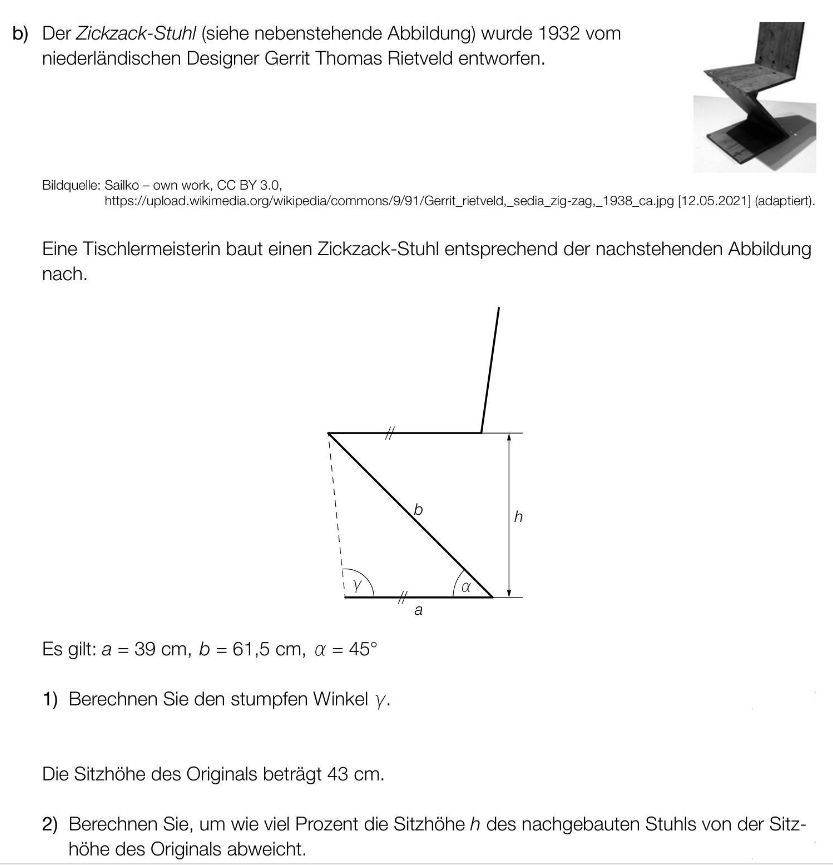 b) Der Zickzack-Stuhl (siehe nebenstehende Abbildung) wurde 1932 vom
niederländischen Designer Gerrit Thomas Rietveld entworfen.
Bildquelle: Sailko – own work, CC BY 3.0,
https://upload.wikimedia.org/wikipedia/commons/9/91/Gerrit_rietveld,_sedia_zig-zag,_1938_ca.jpg [12.05.2021] (adaptiert).
Eine Tischlermeisterin baut einen Zickzack-Stuhl entsprechend der nachstehenden Abbildung
nach.
b
h
γ
α
a
Es gilt: a = 39 cm, b = 61,5 cm, α = 45°
1) Berechnen Sie den stumpfen Winkel γ.
Die Sitzhöhe des Originals beträgt 43 cm.
2) Berechnen Sie, um wie viel Prozent die Sitzhöhe h des nachgebauten Stuhls von der Sitz-
höhe des Originals abweicht.